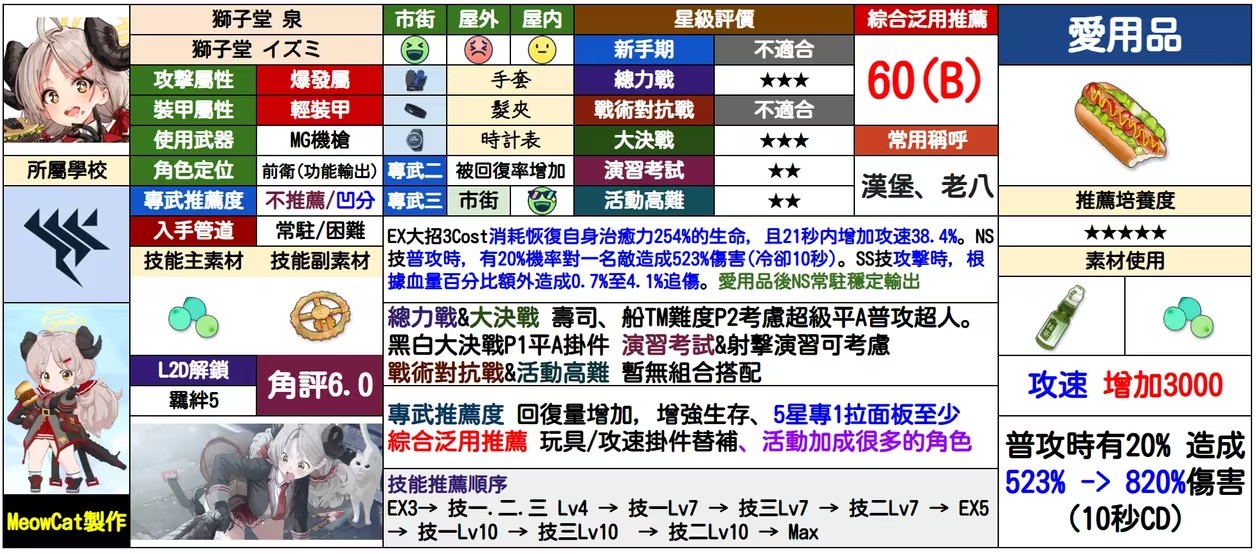 獅子堂 泉
市街
屋外
屋內
星級評價
綜合泛用推薦
愛用品
獅子堂 イズミ
新手期
不適合
60(B)
攻擊屬性
爆發屬
手套
總力戰
★★★
裝甲屬性
輕裝甲
髮夾
戰術對抗戰
不適合
使用武器
MG機槍
時計表
大決戰
★★★
常用稱呼
所屬學校
角色定位
前衛(功能輸出)
專武二
被回復率增加
演習考試
★★
漢堡、老八
專武推薦度
不推薦/凹分
專武三
市街
活動高難
★★
推薦培養度
入手管道
常駐/困難
★★★★★
技能主素材
技能副素材
素材使用
EX大招3Cost消耗恢復自身治癒力254%的生命，且21秒內增加攻速38.4%。NS
技普攻時，有20%機率對一名敵造成523%傷害(冷卻10秒)。SS技攻擊時，根
據血量百分比額外造成0.7%至4.1%追傷。愛用品後NS常駐穩定輸出
總力戰&大決戰 壽司、船TM難度P2考慮超級平A普攻超人。
黑白大決戰P1平A掛件 演習考試&射擊演習可考慮
戰術對抗戰&活動高難 暫無組合搭配
L2D解鎖
羈絆5
角評6.0
攻速 增加3000
專武推薦度 回復量增加，增強生存、5星專1拉面板至少
綜合泛用推薦 玩具/攻速掛件替補、活動加成很多的角色
普攻時有20% 造成
523% -> 820%傷害
(10秒CD)
技能推薦順序
EX3→ 技一.二.三 Lv4 → 技一Lv7 → 技三Lv7 → 技二Lv7 → EX5
→ 技一Lv10 → 技三Lv10 → 技二Lv10 → Max
MeowCat製作